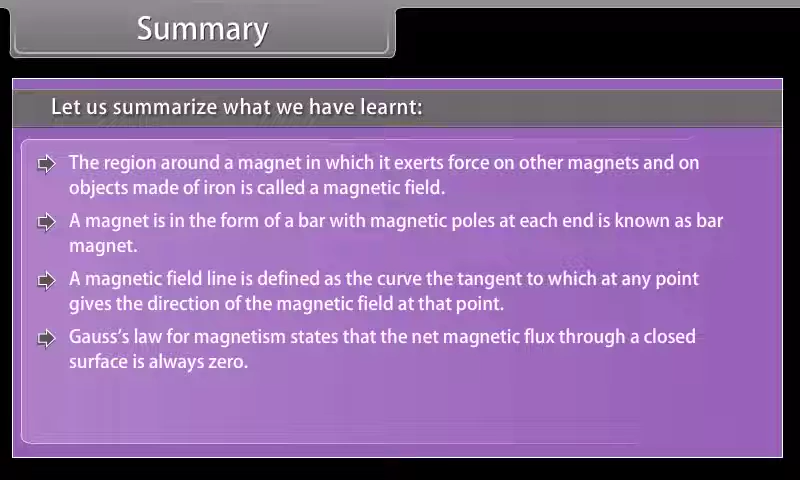 Summary
Let us summarize what we have learnt:
The region around a magnet in which it exerts force on other magnets and on
objects made of iron is called a magnetic field.
A magnet is in the form of a bar with magnetic poles at each end is known as bar
magnet.
A magnetic field line is defined as the curve the tangent to which at any point
gives the direction of the magnetic field at that point.
Gauss's law for magnetism states that the net magnetic flux through a closed
surface is always zero.